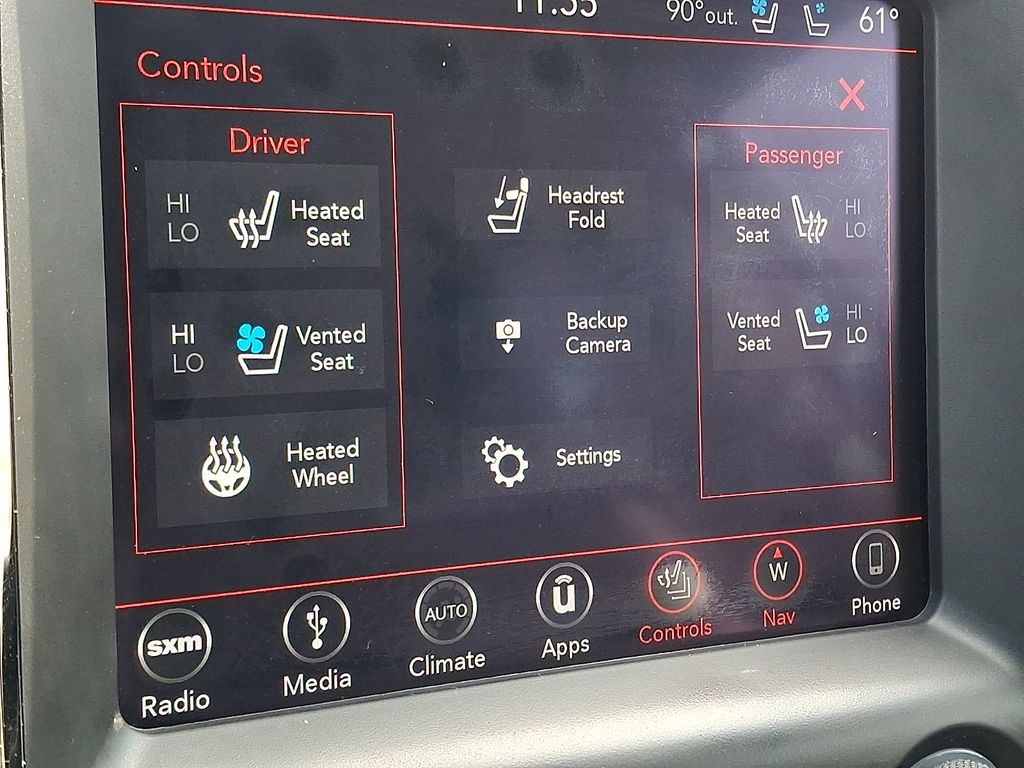 11:55
90° out.
61°
Controls
X
Driver
HI
LO
Heated
Seat
HI
LO
Vented
Seat
Heated
Wheel
Headrest
Fold
Backup
Camera
Settings
Passenger
Heated
Seat
HI
LO
Vented
Seat
HI
LO
sxm
Radio
Media
AUTO
Climate
u
Apps
Controls
W
Nav
Phone